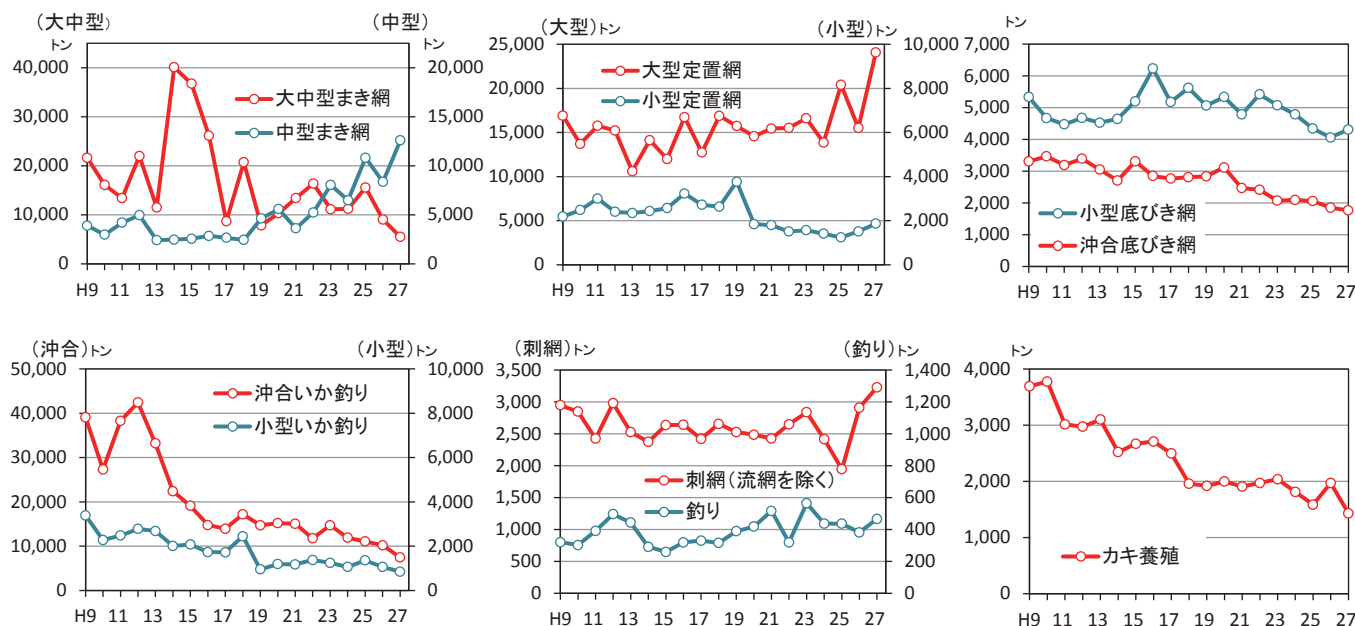 （大中型）
トン
（中型）
トン
40,000
30,000
20,000
10,000
0
20,000
15,000
10,000
5,000
0
大中型まき網
中型まき網
H9 11 13 15 17 19 21 23 25 27
（大型）トン
（小型）トン
25,000
20,000
15,000
10,000
5,000
0
10,000
8,000
6,000
4,000
2,000
0
大型定置網
小型定置網
H9 11 13 15 17 19 21 23 25 27
トン
7,000
6,000
5,000
4,000
3,000
2,000
1,000
0
小型底びき網
沖合底びき網
H9 11 13 15 17 19 21 23 25 27
（沖合）トン
（小型）トン
50,000
40,000
30,000
20,000
10,000
0
10,000
8,000
6,000
4,000
2,000
0
沖合いか釣り
小型いか釣り
H9 11 13 15 17 19 21 23 25 27
（刺網）トン
（釣り）トン
3,500
3,000
2,500
2,000
1,500
1,000
500
0
1,400
1,200
1,000
800
600
400
200
0
刺網（流網を除く）
釣り
H9 11 13 15 17 19 21 23 25 27
トン
4,000
3,000
2,000
1,000
0
カキ養殖
H9 11 13 15 17 19 21 23 25 27